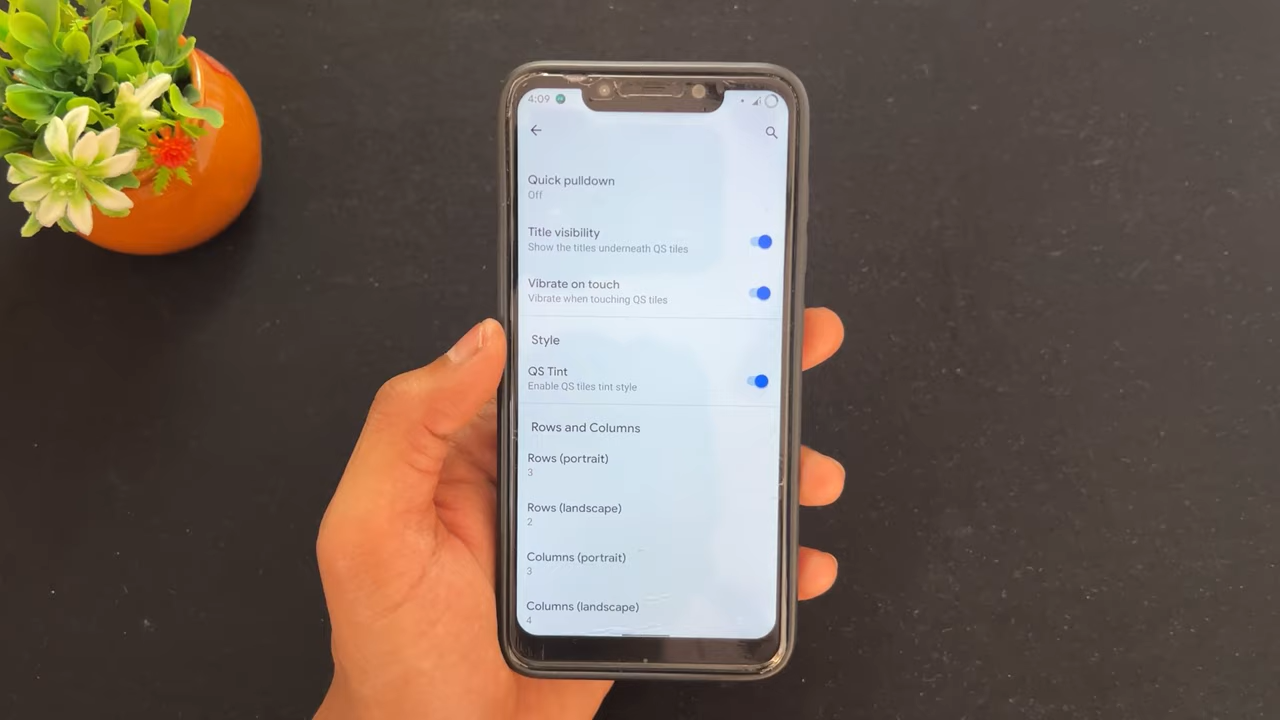 4:09
Quick pulldown
Off
Title visibility
Show the titles underneath QS tiles
Vibrate on touch
Vibrate when touching QS tiles
Style
QS Tint
Enable QS tiles tint style
Rows and Columns
Rows (portrait)
3
Rows (landscape)
2
Columns (portrait)
3
Columns (landscape)
4